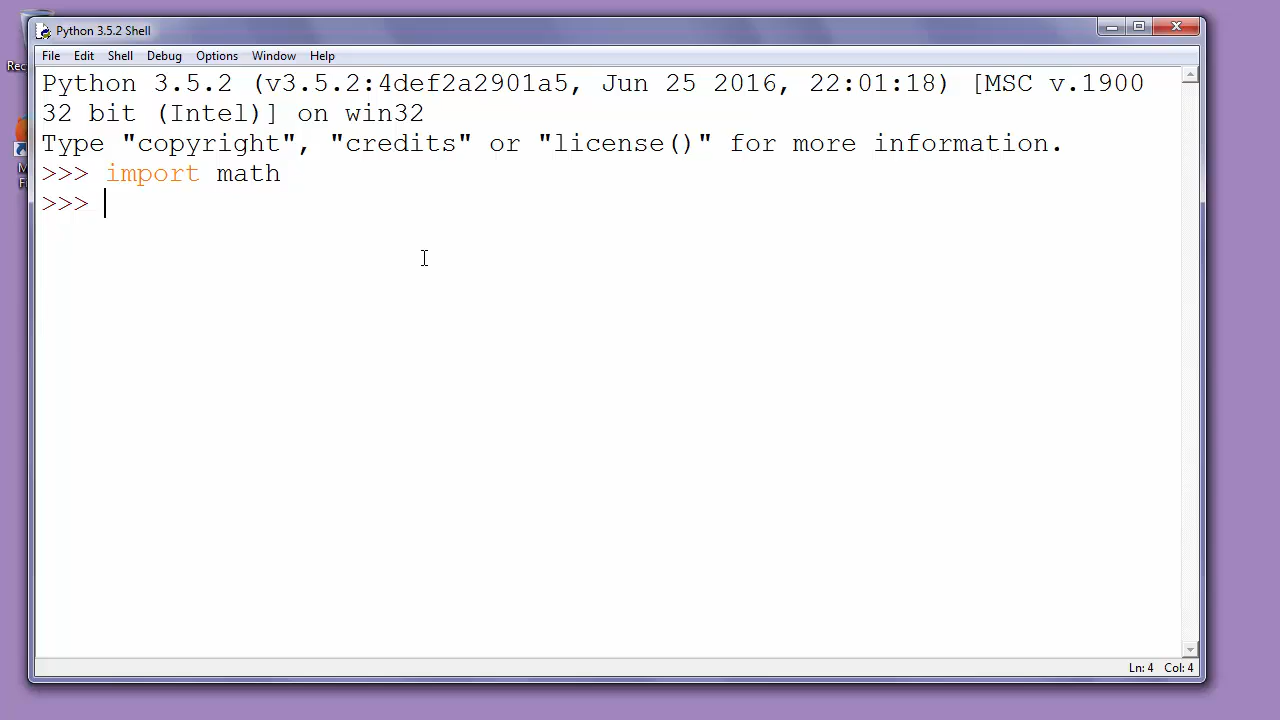 Python 3.5.2 Shell
File Edit Shell Debug Options Window Help
Python 3.5.2 (v3.5.2:4def2a2901a5, Jun 25 2016, 22:01:18) [MSC v.1900
32 bit (Intel)] on win32
Type "copyright", "credits" or "license()" for more information.
>>> import math
>>>
Ln: 4 Col: 4